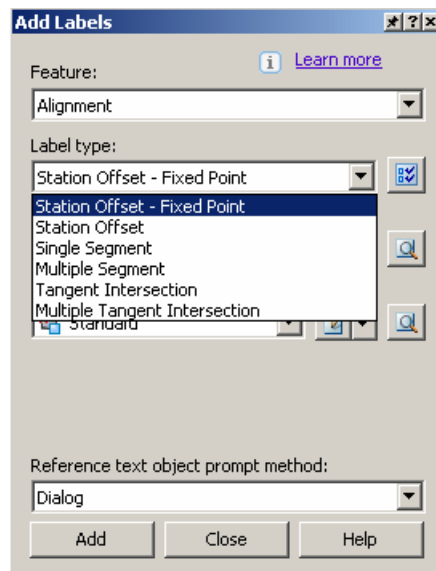 Add Labels
Learn more
Feature:
Alignment
Label type:
Station Offset - Fixed Point
Station Offset - Fixed Point
Station Offset
Single Segment
Multiple Segment
Tangent Intersection
Multiple Tangent Intersection
Standard
Reference text object prompt method:
Dialog
Add Close Help